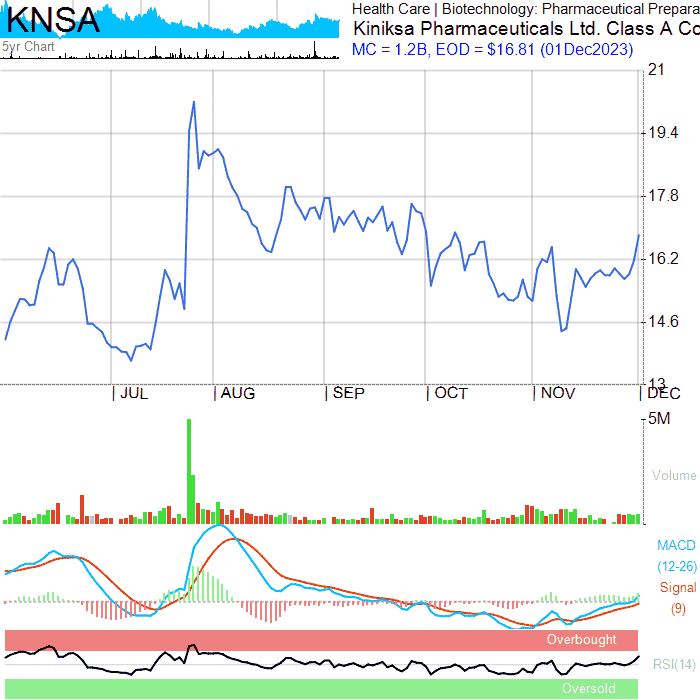 KNSA
Health Care | Biotechnology: Pharmaceutical Prepara
Kiniksa Pharmaceuticals Ltd. Class A Co
MC = 1.2B, EOD = $16.81 (01Dec2023)
5yr Chart
21
19.4
17.8
16.2
14.6
13
| JUL | AUG | SEP | OCT | NOV | DEC
5M
Volume
MACD
(12-26)
Signal
(9)
Overbought
RSI(14)
Oversold